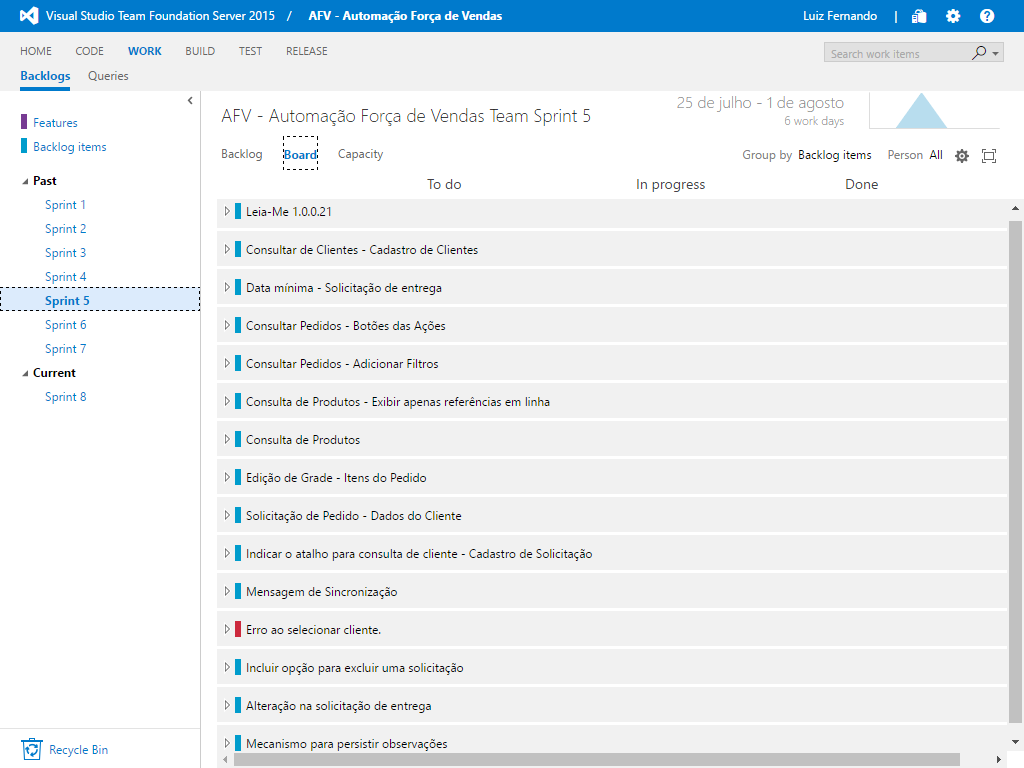 Visual Studio Team Foundation Server 2015 / AFV - Automação Força de Vendas Luiz Fernando |
HOME CODE WORK BUILD TEST RELEASE
Search work items
Backlogs Queries
Features
Backlog items
Past
Sprint 1
Sprint 2
Sprint 3
Sprint 4
Sprint 5
Sprint 6
Sprint 7
Current
Sprint 8
Recycle Bin
AFV - Automação Força de Vendas Team Sprint 5
25 de julho - 1 de agosto
6 work days
Backlog Board Capacity
Group by Backlog items Person All
To do In progress Done
Leia-Me 1.0.0.21
Consultar de Clientes - Cadastro de Clientes
Data mínima - Solicitação de entrega
Consultar Pedidos - Botões das Ações
Consultar Pedidos - Adicionar Filtros
Consulta de Produtos - Exibir apenas referências em linha
Consulta de Produtos
Edição de Grade - Itens do Pedido
Solicitação de Pedido - Dados do Cliente
Indicar o atalho para consulta de cliente - Cadastro de Solicitação
Mensagem de Sincronização
Erro ao selecionar cliente.
Incluir opção para excluir uma solicitação
Alteração na solicitação de entrega
Mecanismo para persistir observações